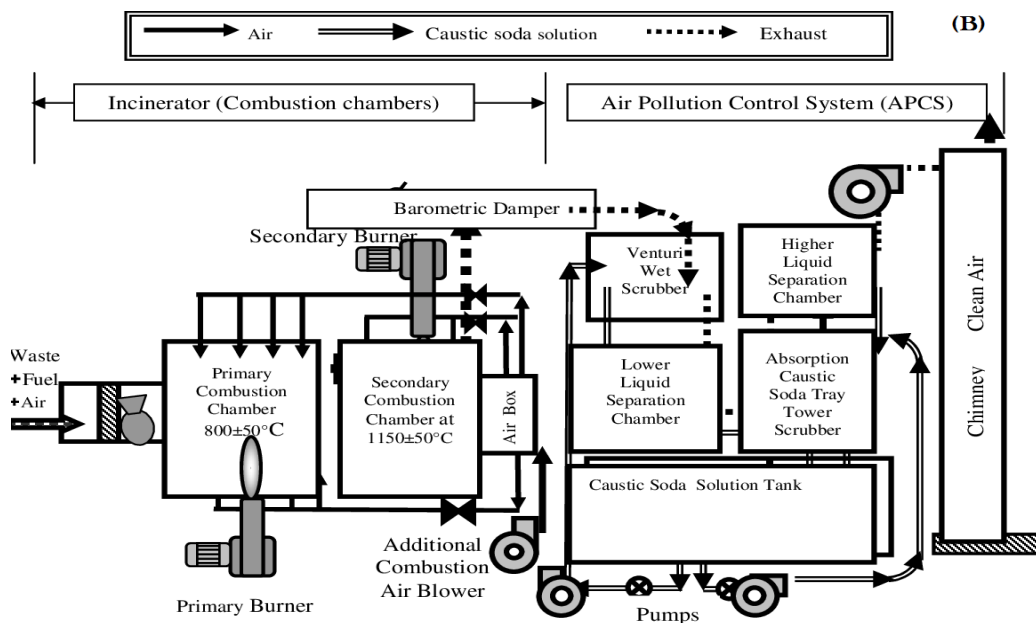 Air
Caustic soda solution
Exhaust
(B)
Incinerator (Combustion chambers)
Air Pollution Control System (APCS)
Barometric Damper
Secondary Burner
Venturi
Wet
Scrubber
Higher
Liquid
Separation
Chamber
Waste
+Fuel
+Air
Primary
Combustion
Chamber
800±50°C
Secondary
Combustion
Chamber at
1150±50°C
Air Box
Lower
Liquid
Separation
Chamber
Absorption
Caustic
Soda Tray
Tower
Scrubber
Chimney Clean Air
Caustic Soda Solution Tank
Additional
Combustion
Air Blower
Primary Burner
Pumps